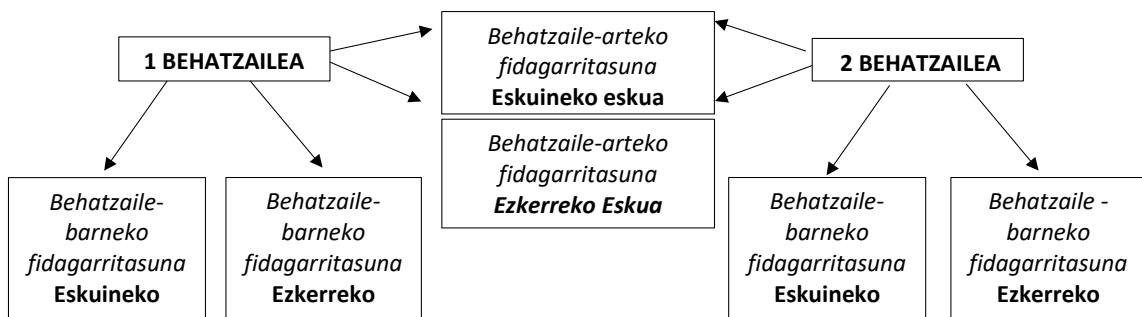 1 BEHATZAILEA
Behatzaile-arteko
fidagarritasuna
Eskuineko eskua
2 BEHATZAILEA
Behatzaile-arteko
fidagarritasuna
Ezkerreko Eskua
Behatzaile-
barneko
fidagarritasuna
Eskuineko
Behatzaile-
barneko
fidagarritasuna
Ezkerreko
Behatzaile-
barneko
fidagarritasuna
Eskuineko
Behatzaile -
barneko
fidagarritasuna
Ezkerreko